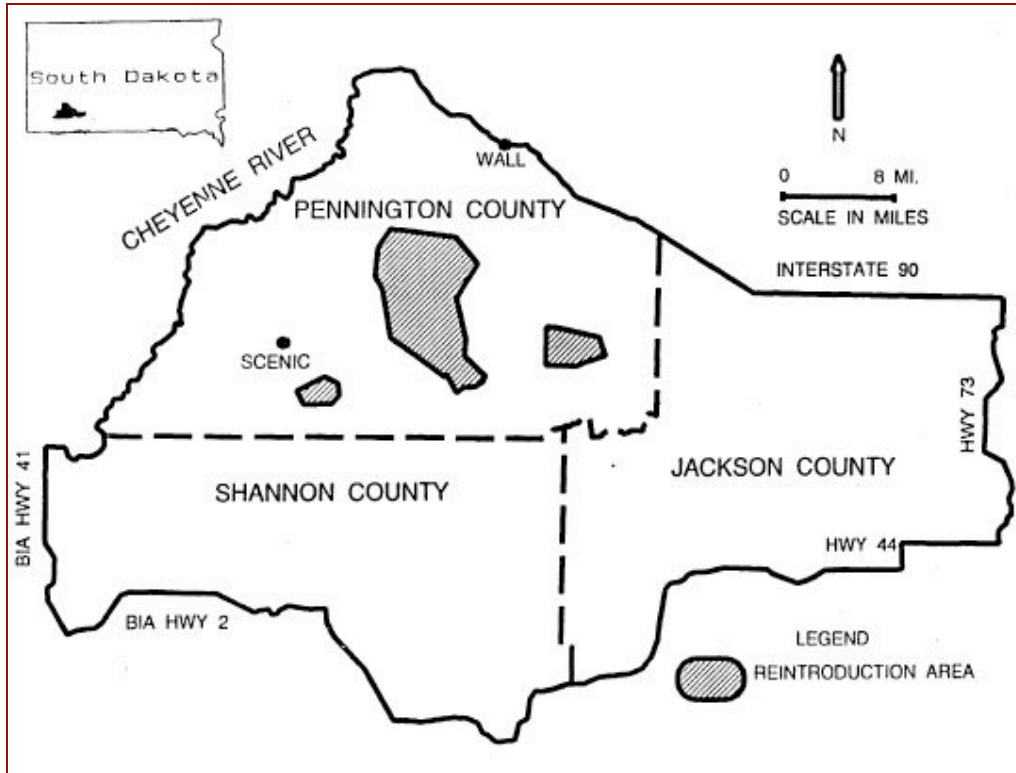 South Dakota
N
WALL
CHEYENNE RIVER
0 8 MI.
SCALE IN MILES
PENNINGTON COUNTY
INTERSTATE 90
SCENIC
HWY 73
JACKSON COUNTY
BIA HWY 41
SHANNON COUNTY
HWY 44
BIA HWY 2
LEGEND
REINTRODUCTION AREA